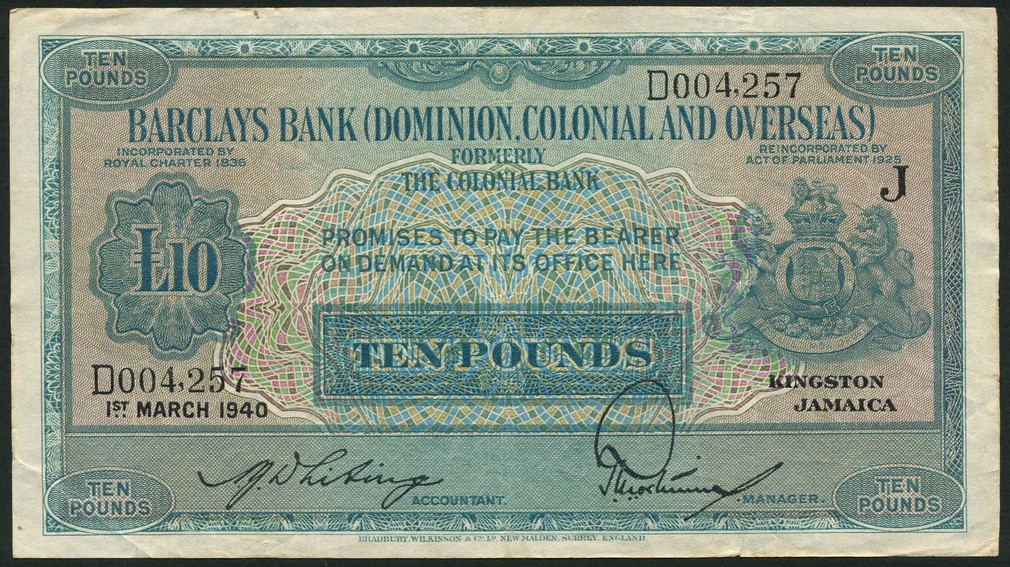 TEN
POUNDS
TEN
POUNDS
D004,257
BARCLAYS BANK (DOMINION, COLONIAL AND OVERSEAS)
INCORPORATED BY
ROYAL CHARTER 1836
FORMERLY
THE COLONIAL BANK
REINCORPORATED BY
ACT OF PARLIAMENT 1925
J
£10
PROMISES TO PAY THE BEARER
ON DEMAND AT ITS OFFICE HERE
TEN POUNDS
D004,257
1ST MARCH 1940
KINGSTON
JAMAICA
ACCOUNTANT.
MANAGER.
TEN
POUNDS
TEN
POUNDS
BRADBURY, WILKINSON & Co. Ld. NEW MALDEN, SURREY, ENGLAND